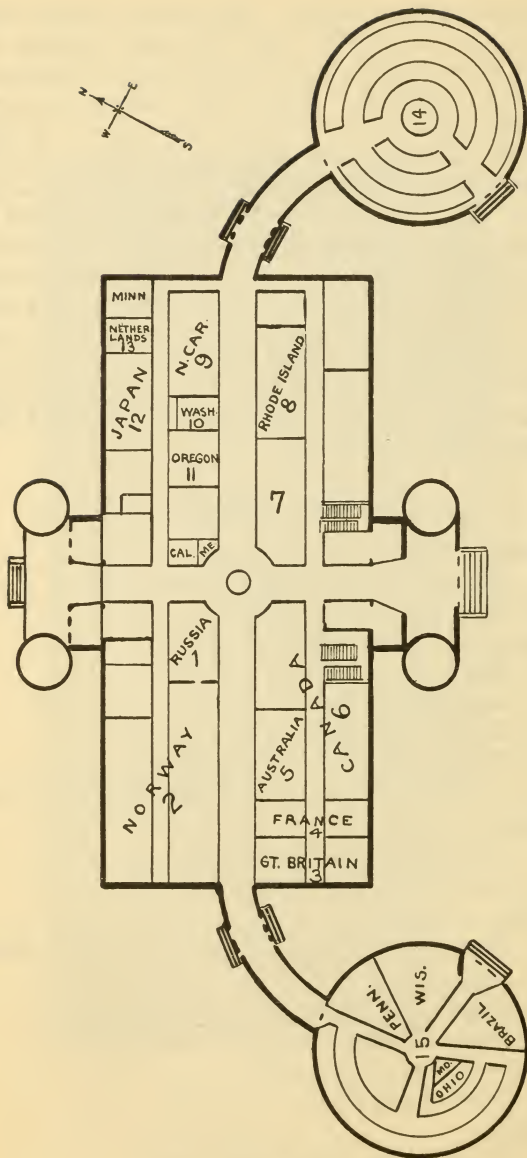 N
E
W
S
14
MINN
NETHER
LANDS
13
JAPAN
12
N. CAR.
9
WASH.
10
OREGON
11
CAL.
ME
RHODE ISLAND
8
7
RUSSIA
1
NORWAY
2
AUSTRALIA
5
CANADA
6
FRANCE
4
GT. BRITAIN
3
PENN.
WIS.
BRAZIL
15
MO.
OHIO